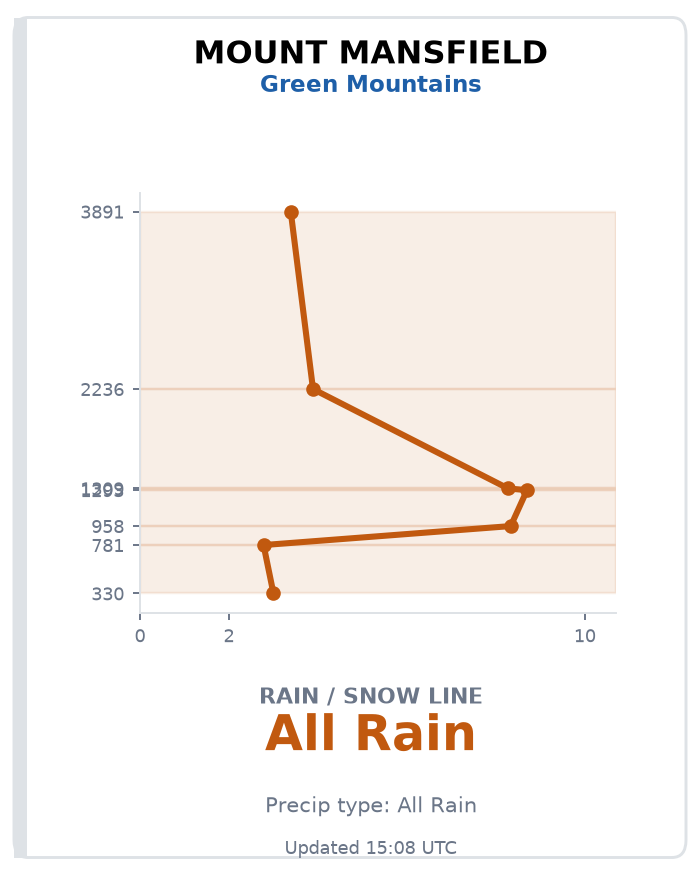 MOUNT MANSFIELD
Green Mountains
3891
2236
958
781
330
0 2 10
RAIN / SNOW LINE
All Rain
Precip type: All Rain
Updated 15:08 UTC